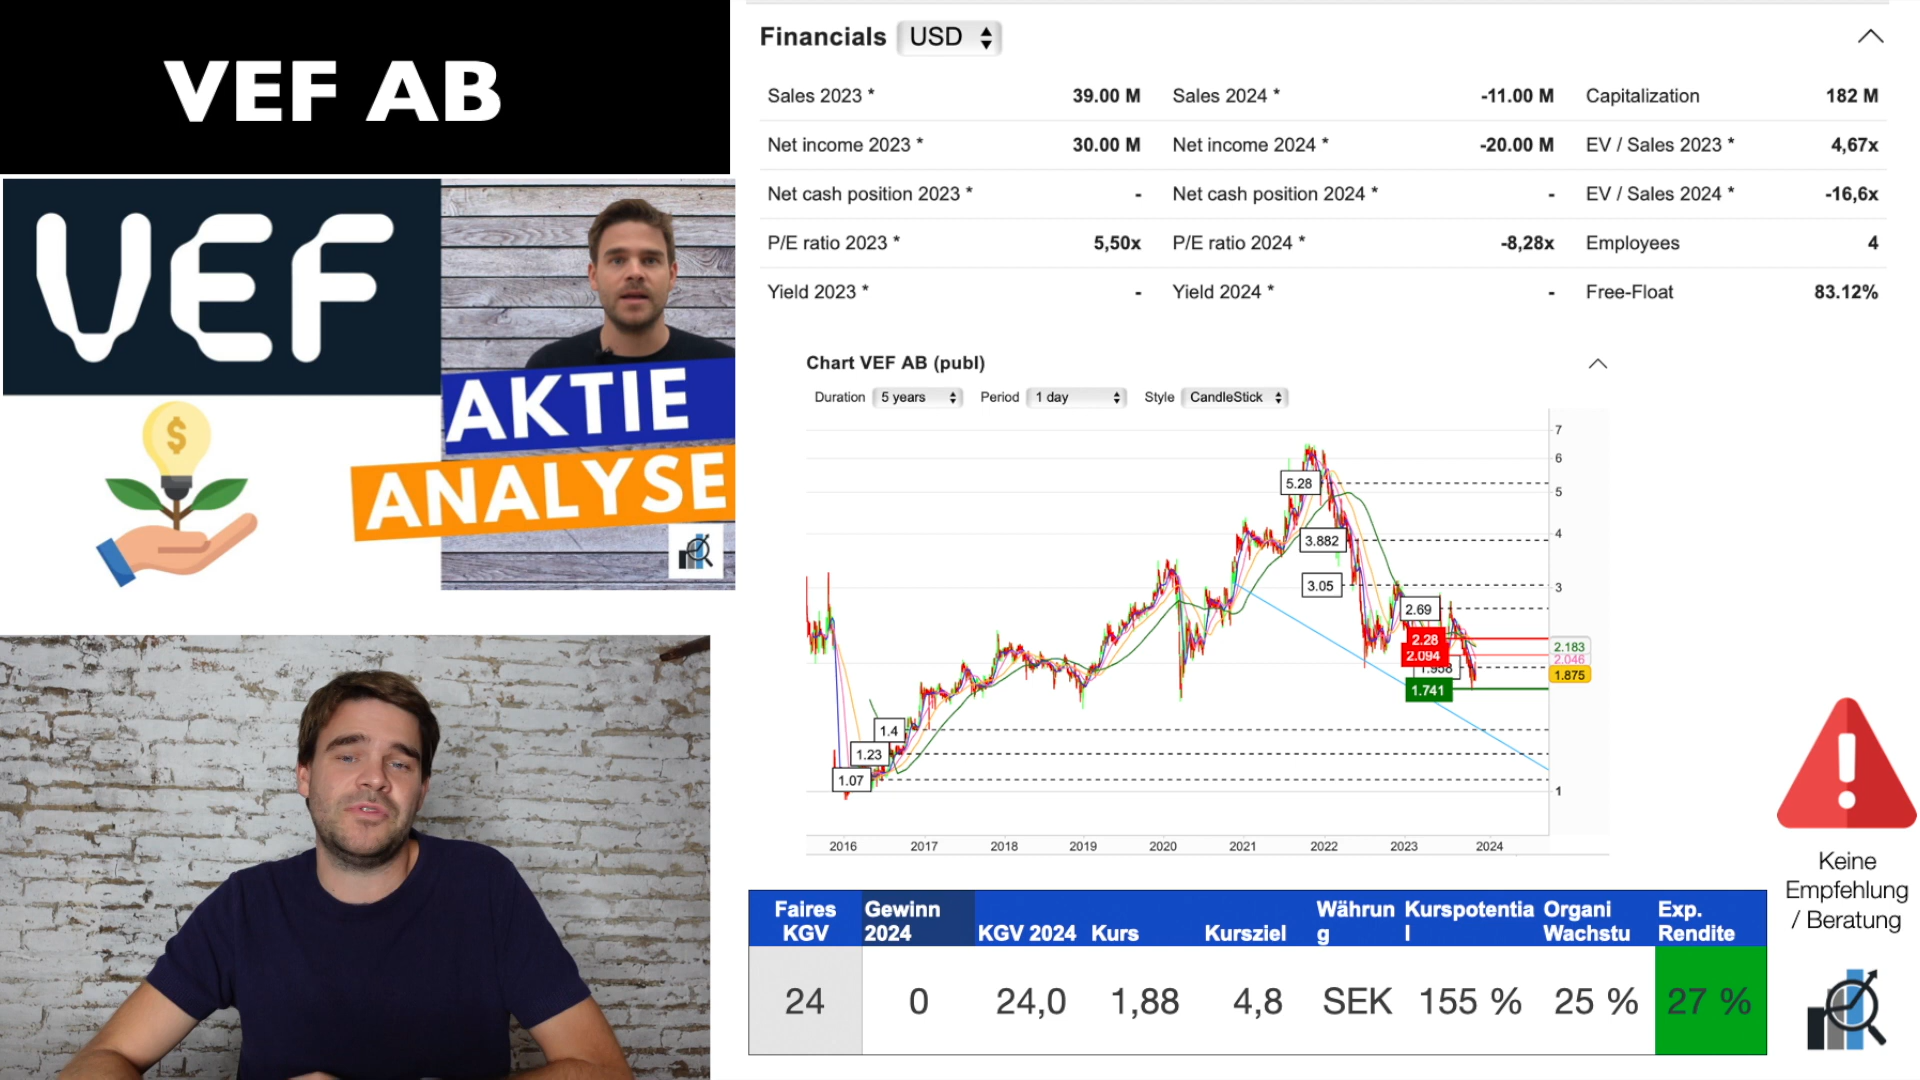 VEF AB
VEF
$
AKTIE
ANALYSE
Financials USD
Sales 2023 * 39.00 M Sales 2024 * -11.00 M Capitalization 182 M
Net income 2023 * 30.00 M Net income 2024 * -20.00 M EV / Sales 2023 * 4,67x
Net cash position 2023 * - Net cash position 2024 * - EV / Sales 2024 * -16,6x
P/E ratio 2023 * 5,50x P/E ratio 2024 * -8,28x Employees 4
Yield 2023 * - Yield 2024 * - Free-Float 83.12%
Chart VEF AB (publ)
Duration 5 years Period 1 day Style CandleStick
7
6
5.28
5
3.882
4
3.05
3
2.69
2.28
2.094
1.958
1.741
2.183
2.046
1.875
1.4
1.23
1.07
1
2016 2017 2018 2019 2020 2021 2022 2023 2024
Keine
Empfehlung
/ Beratung
Faires
KGV
Gewinn
2024
KGV 2024
Kurs
Kursziel
Währun
g
Kurspotentia
l
Organi
Wachstu
Exp.
Rendite
24 0 24,0 1,88 4,8 SEK 155 % 25 % 27 %